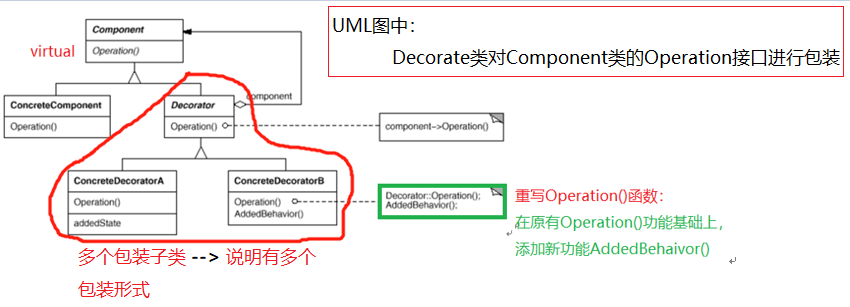 UML图中：
Decorate类对Component类的Operation接口进行包装
Component
Operation()
virtual
component
ConcreteComponent
Operation()
Decorator
Operation()
component->Operation()
ConcreteDecoratorA
Operation()
addedState
ConcreteDecoratorB
Operation()
AddedBehavior()
Decorator::Operation();
AddedBehavior();
重写Operation()函数：
在原有Operation()功能基础上，
添加新功能AddedBehaivor()
多个包装子类 --> 说明有多个
包装形式